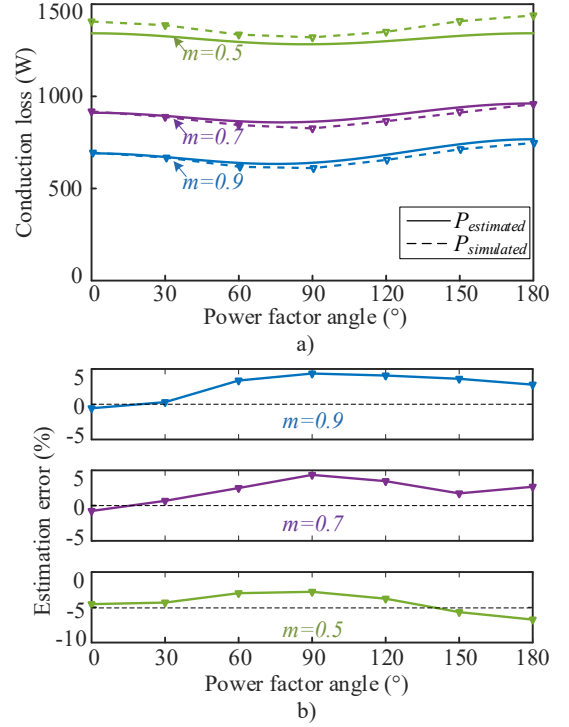 1500
1000
500
0
Conduction loss (W)
m=0.5
m=0.7
m=0.9
P_estimated
P_simulated
0 30 60 90 120 150 180
Power factor angle (°)
a)
Estimation error (%)
5
0
-5
m=0.9
5
0
-5
m=0.7
0
-5
-10
m=0.5
0 30 60 90 120 150 180
Power factor angle (°)
b)